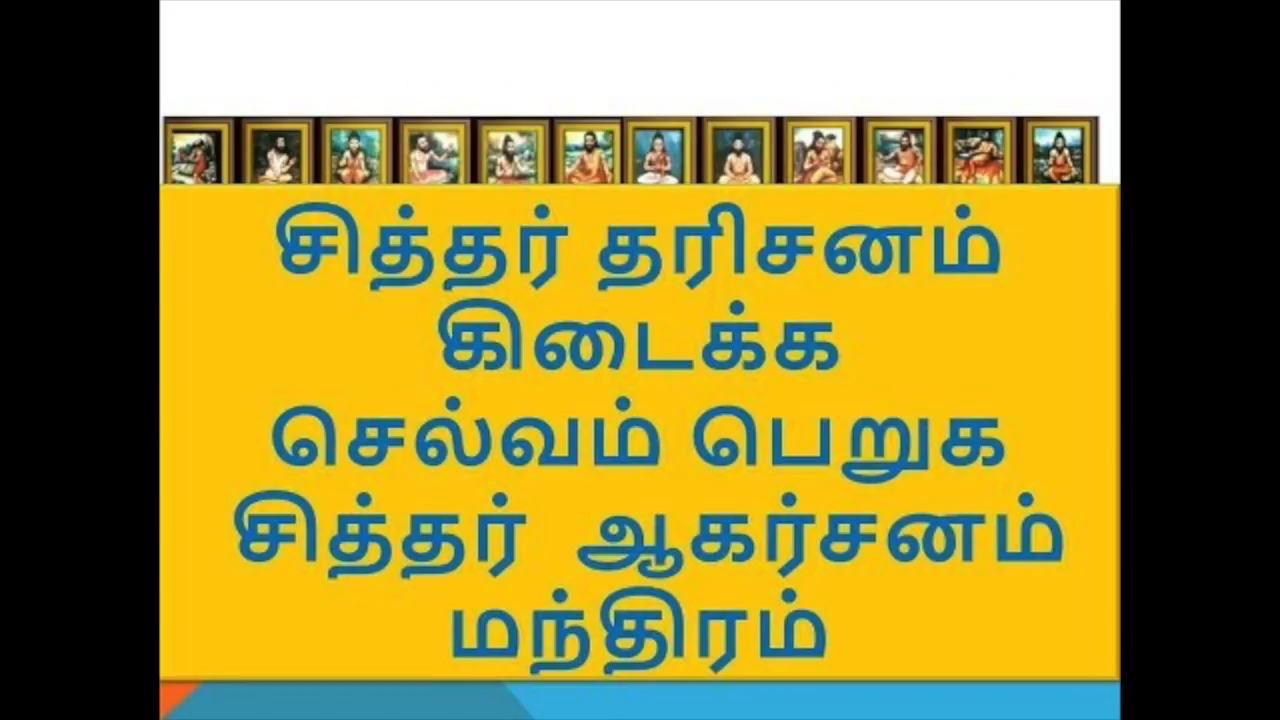 சித்தர் தரிசனம்
கிடைக்க
செல்வம் பெறுக
சித்தர் ஆகர்சனம்
மந்திரம்